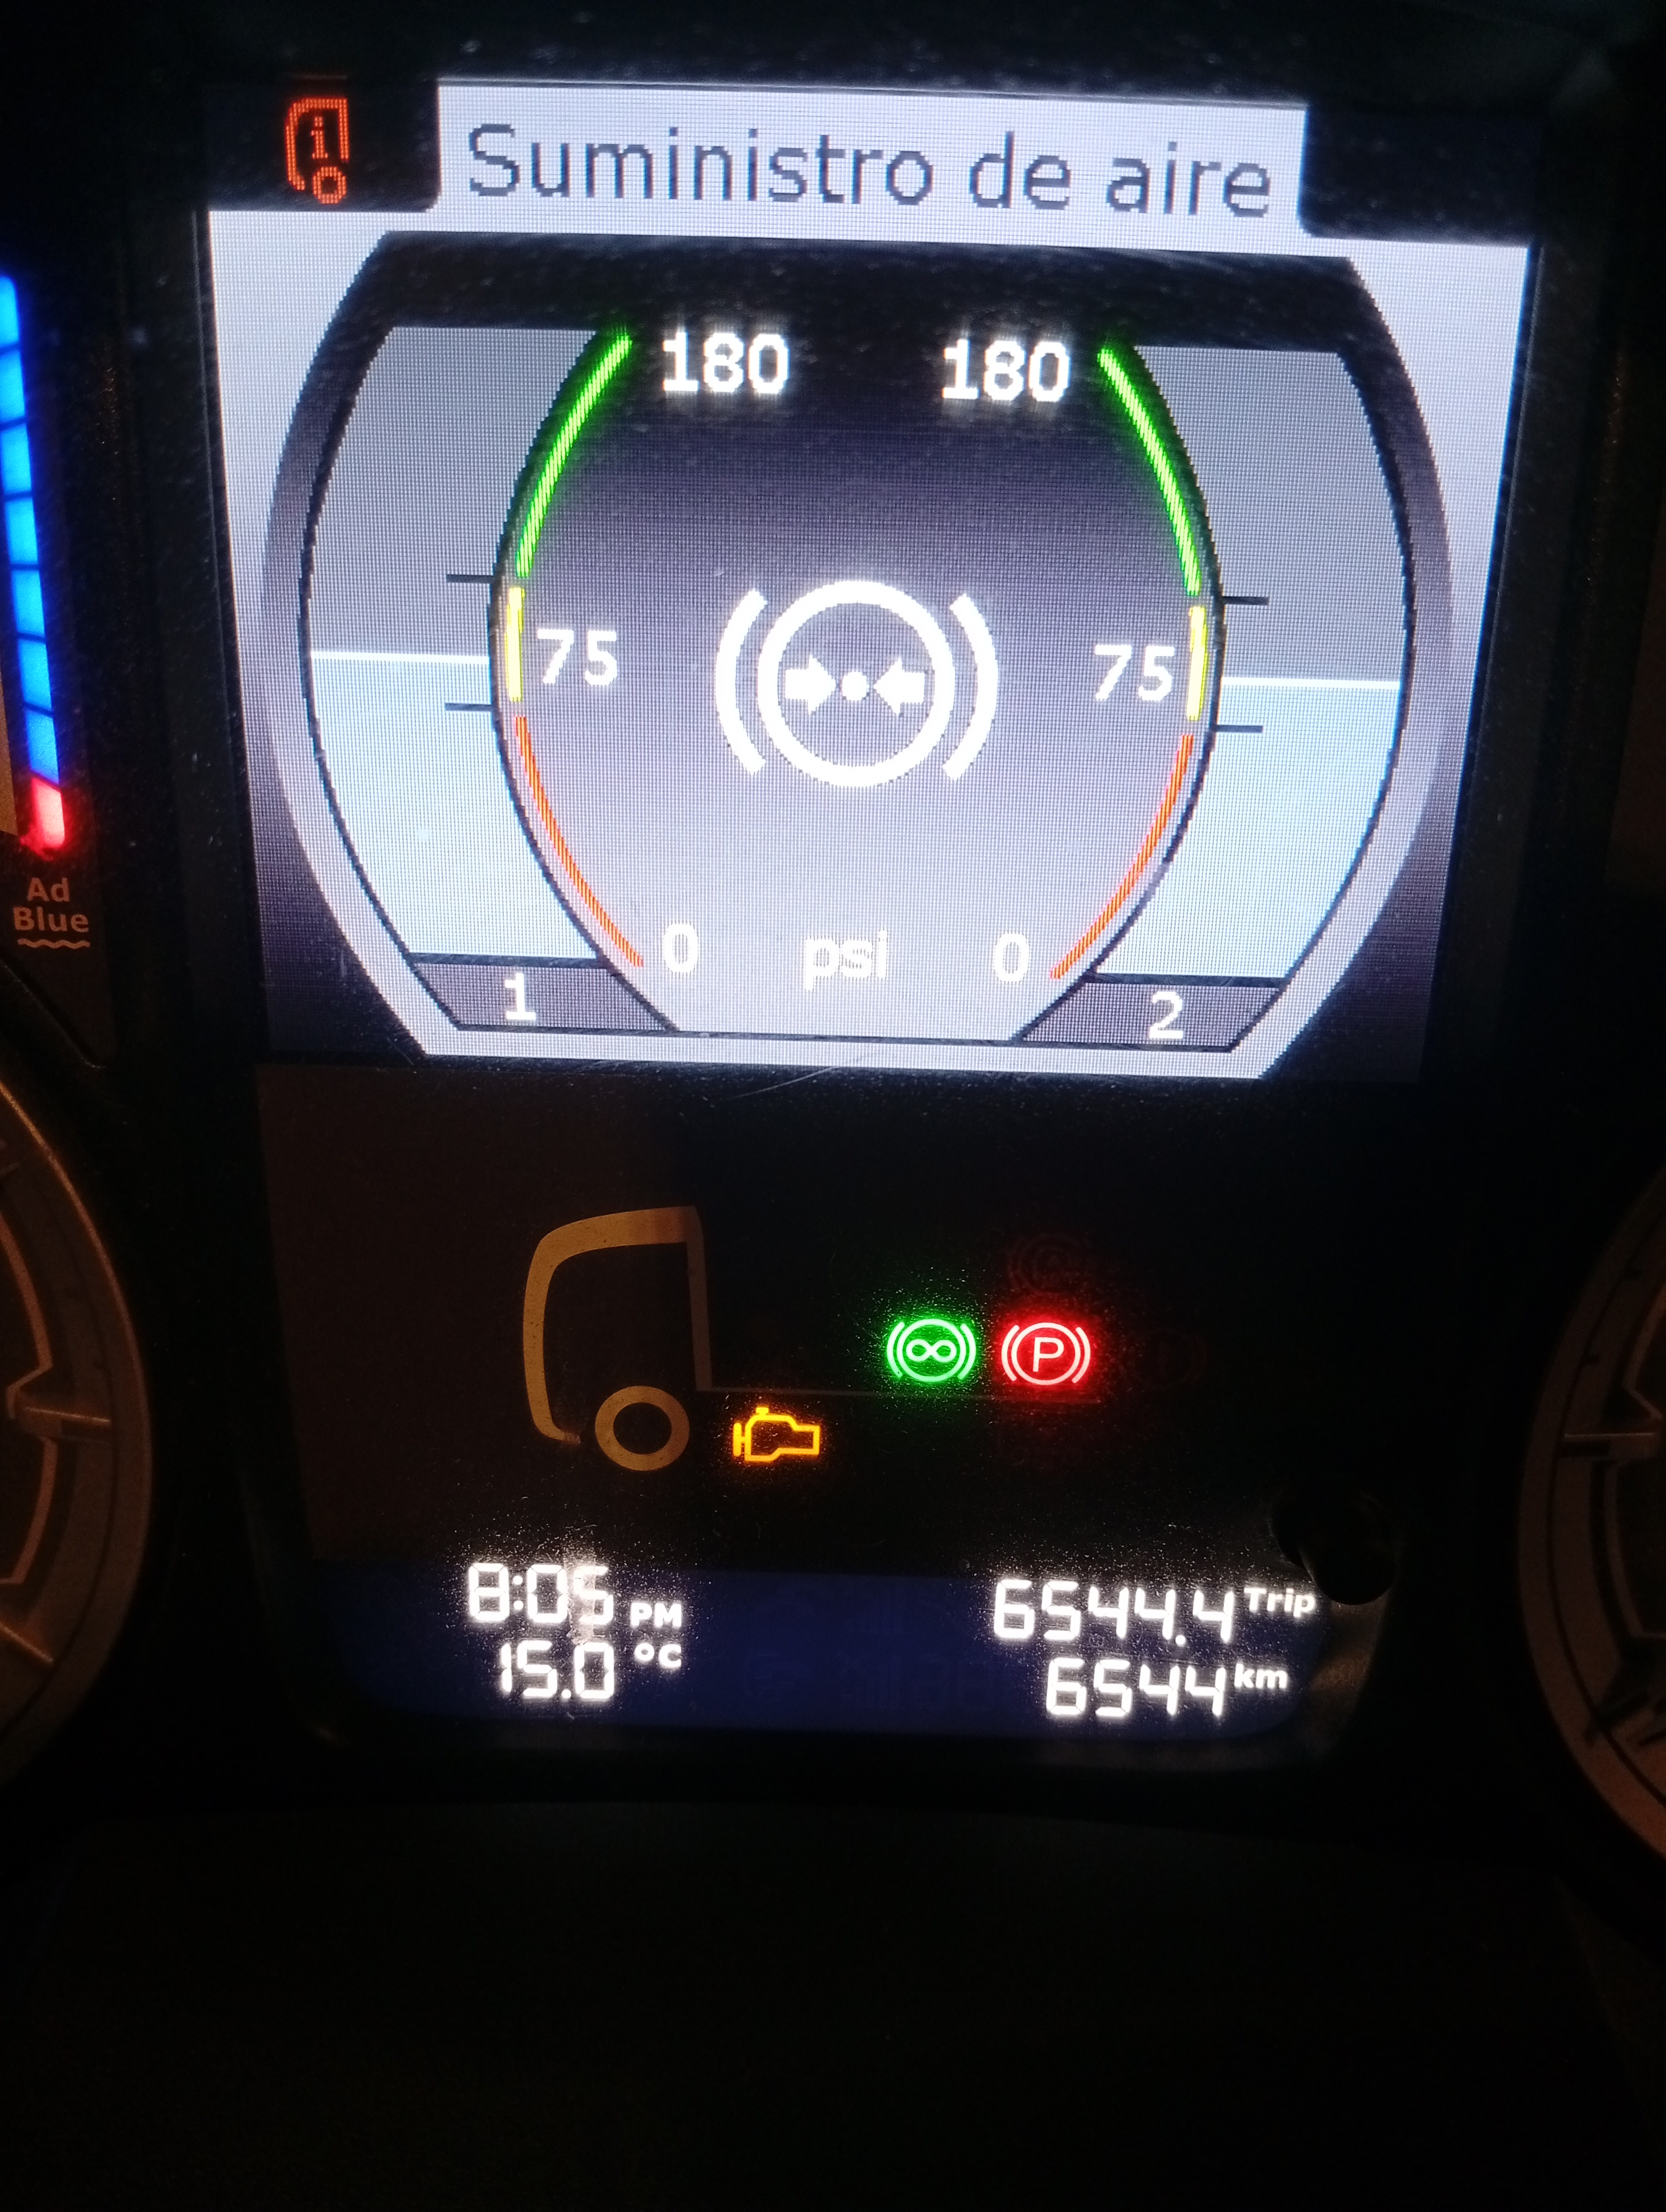 i
Suministro de aire
180 180
75 75
0 psi 0
1 2
Ad
Blue
P
8:05 PM 6544.4 Trip
15.0 °C 6544 km